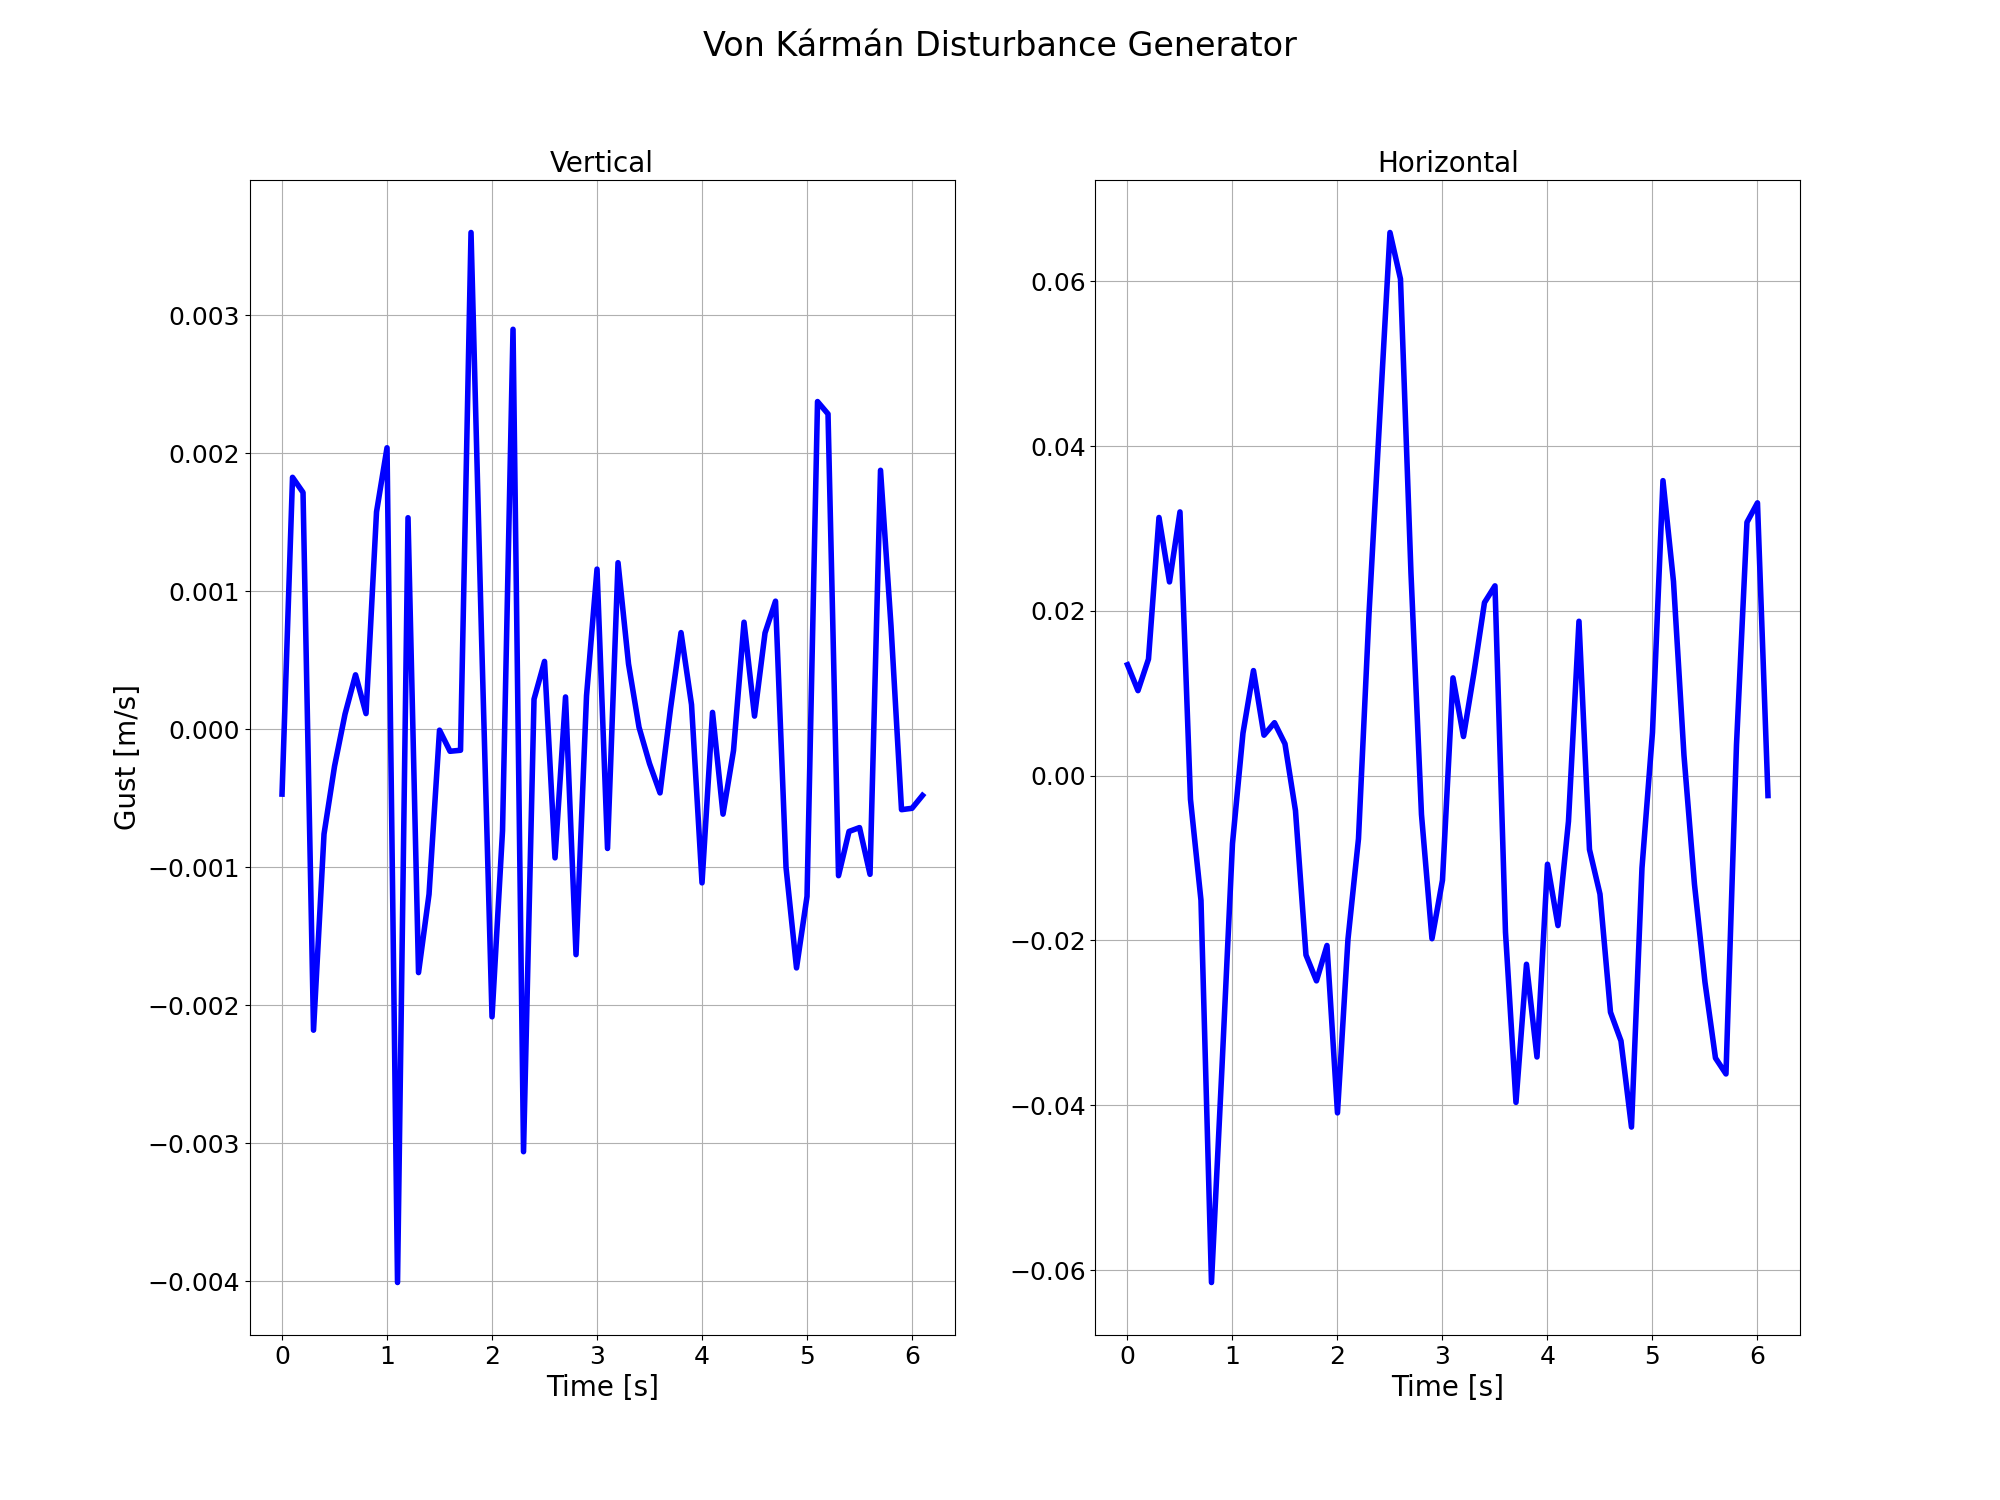 Von Kármán Disturbance Generator
Vertical
Gust [m/s]
0.003
0.002
0.001
0.000
−0.001
−0.002
−0.003
−0.004
0 1 2 3 4 5 6
Time [s]
Horizontal
0.06
0.04
0.02
0.00
−0.02
−0.04
−0.06
0 1 2 3 4 5 6
Time [s]